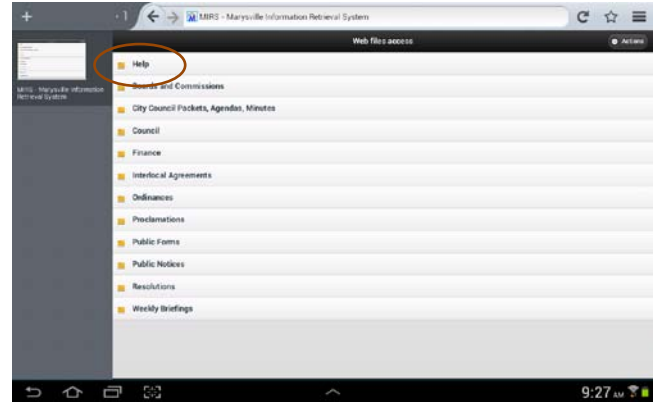 MIRS - Marysville Information Retrieval System
Web files access
Actions
MIRS - Marysville Information
Retrieval System
Help
Boards and Commissions
City Council Packets, Agendas, Minutes
Council
Finance
Interlocal Agreements
Ordinances
Proclamations
Public Forms
Public Notices
Resolutions
Weekly Briefings
9:27 AM